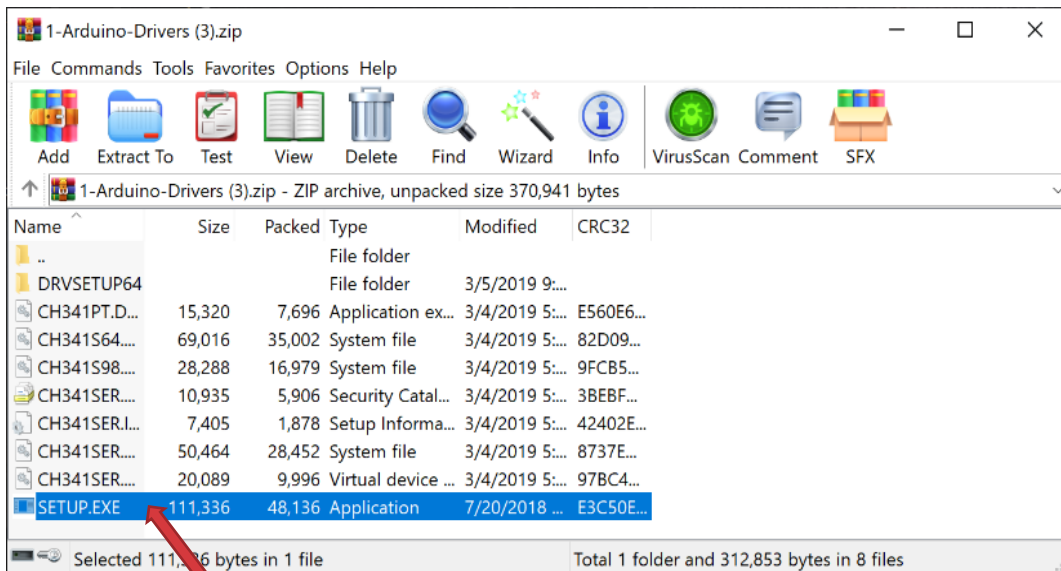 1-Arduino-Drivers (3).zip
File Commands Tools Favorites Options Help
Add Extract To Test View Delete Find Wizard Info VirusScan Comment SFX
1-Arduino-Drivers (3).zip - ZIP archive, unpacked size 370,941 bytes
Name Size Packed Type Modified CRC32
.. File folder
DRVSETUP64 File folder 3/5/2019 9:...
CH341PT.D... 15,320 7,696 Application ex... 3/4/2019 5:... E560E6...
CH341S64.... 69,016 35,002 System file 3/4/2019 5:... 82D09...
CH341S98.... 28,288 16,979 System file 3/4/2019 5:... 9FCB5...
CH341SER.... 10,935 5,906 Security Catal... 3/4/2019 5:... 3BEBF...
CH341SER.I... 7,405 1,878 Setup Informa... 3/4/2019 5:... 42402E...
CH341SER.... 50,464 28,452 System file 3/4/2019 5:... 8737E...
CH341SER.... 20,089 9,996 Virtual device ... 3/4/2019 5:... 97BC4...
SETUP.EXE 111,336 48,136 Application 7/20/2018 ... E3C50E...
Selected 111,336 bytes in 1 file Total 1 folder and 312,853 bytes in 8 files